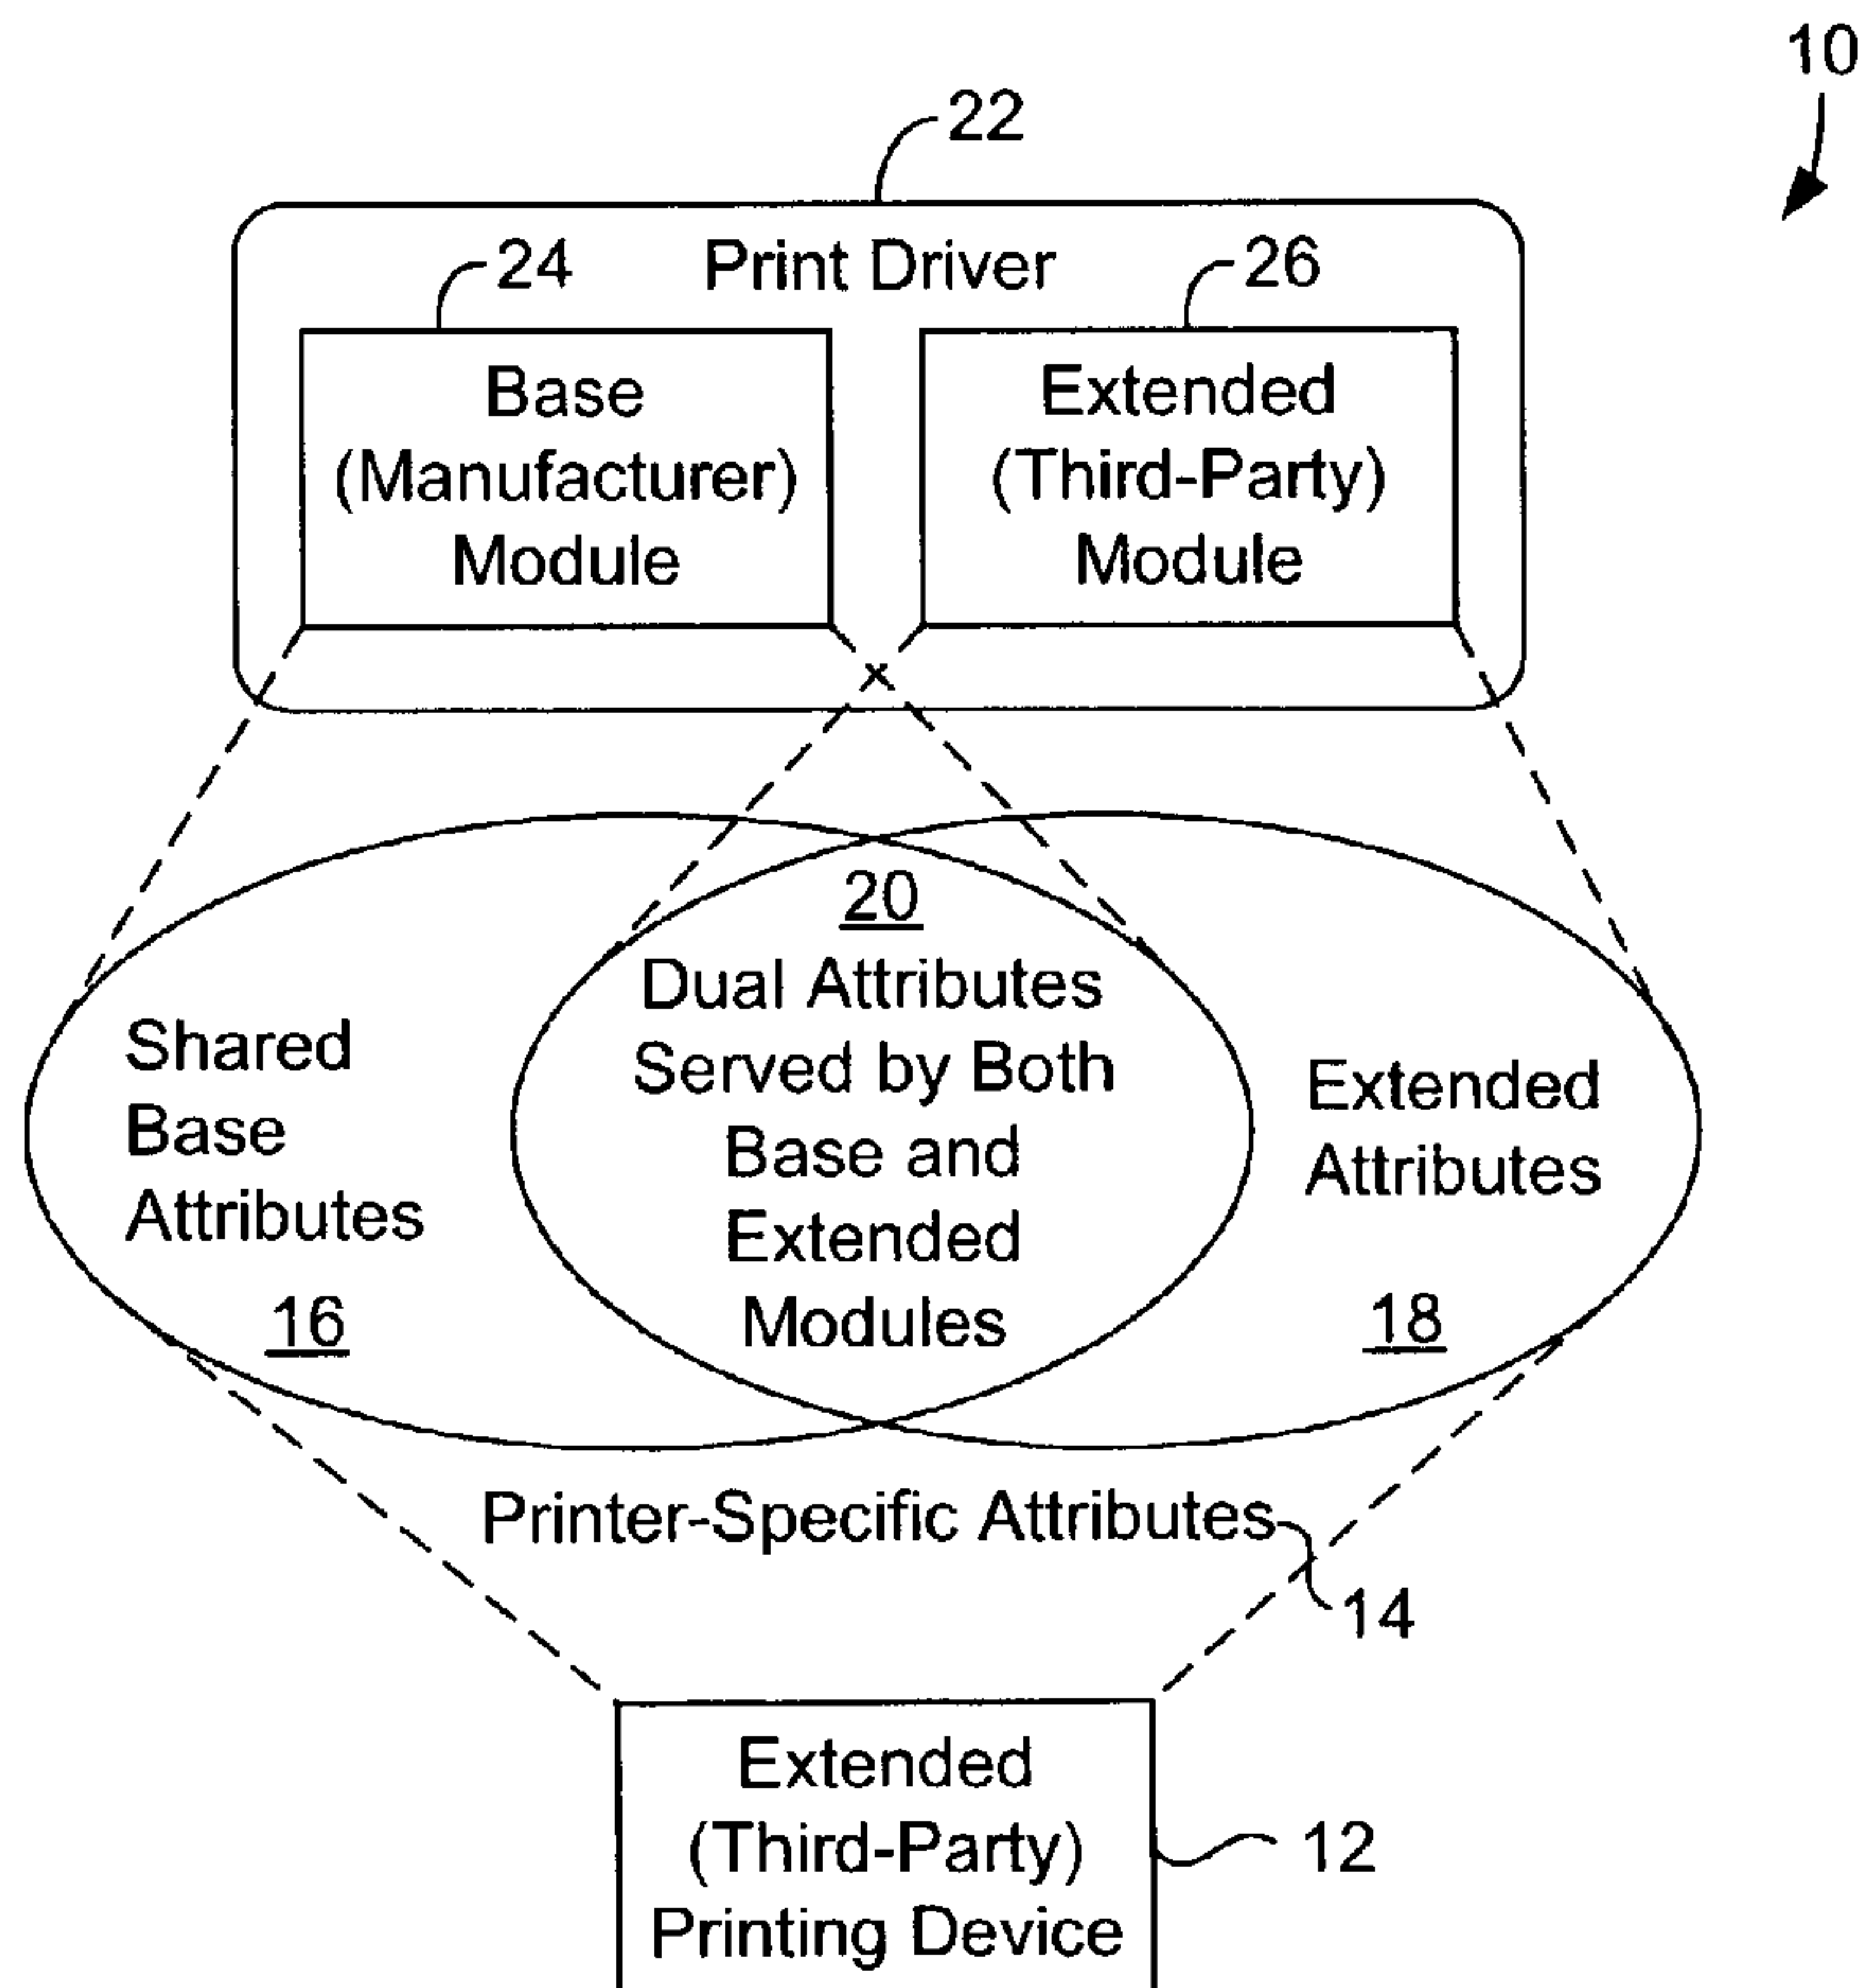 10
22
Print Driver
24
26
Base
(Manufacturer)
Module
Extended
(Third-Party)
Module
20
Dual Attributes
Served by Both
Base and
Extended
Modules
Shared
Base
Attributes
16
Extended
Attributes
18
Printer-Specific Attributes
14
Extended
(Third-Party)
Printing Device
12